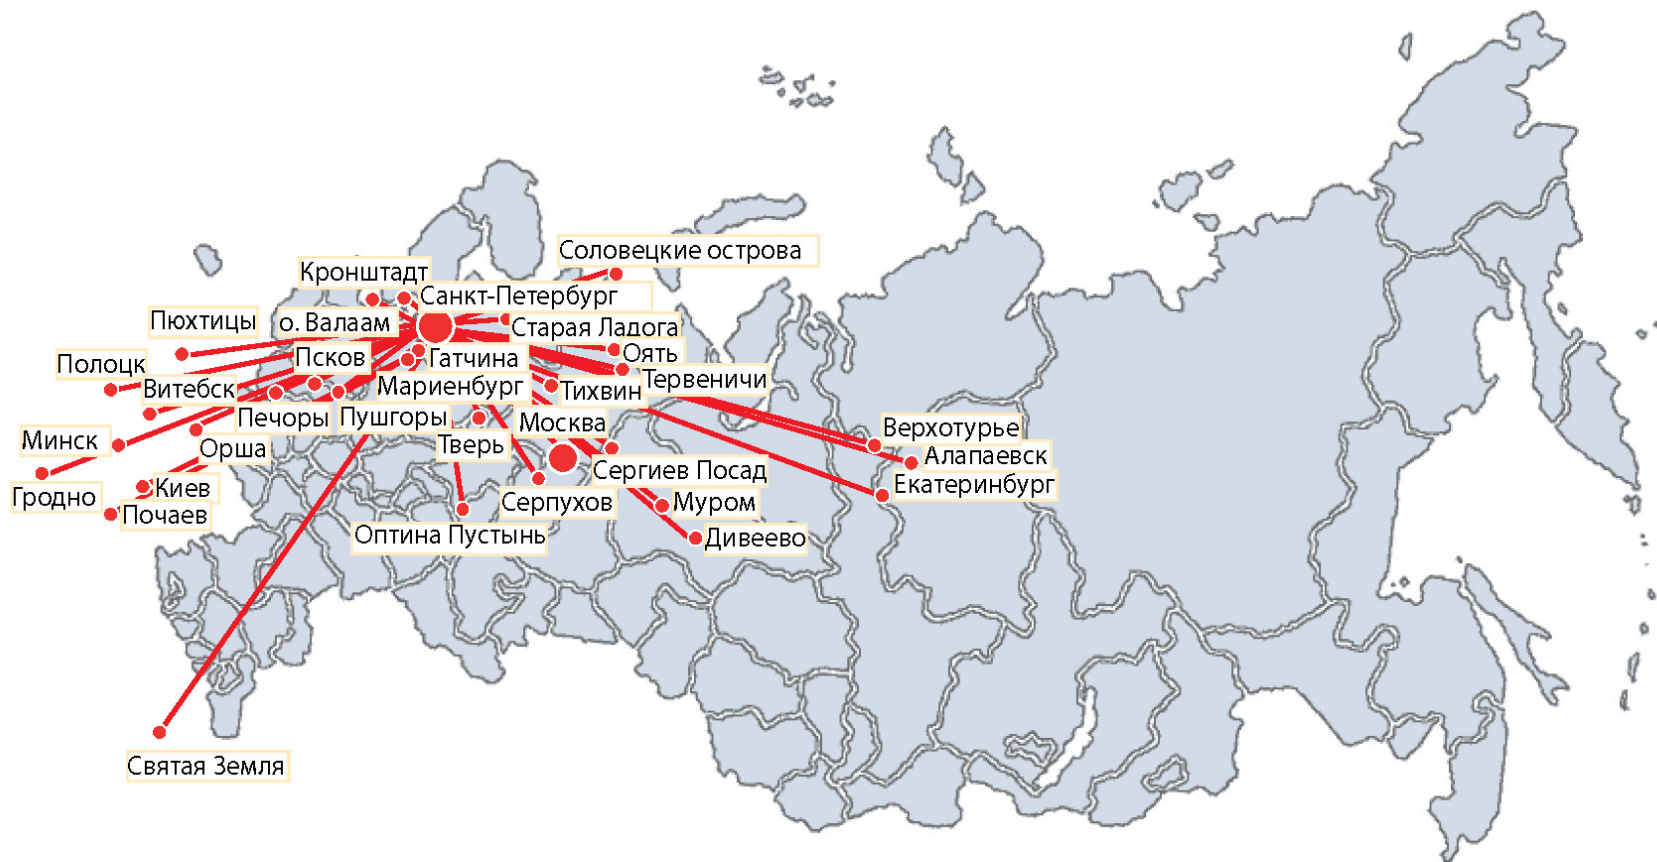 Соловецкие острова
Кронштадт
Санкт-Петербург
Пюхтицы
о. Валаам
Старая Ладога
Полоцк
Псков
Гатчина
Оять
Витебск
Мариенбург
Тихвин
Тервеничи
Печоры
Пушгоры
Москва
Минск
Орша
Тверь
Верхотурье
Алапаевск
Сергиев Посад
Екатеринбург
Гродно
Киев
Серпухов
Муром
Почаев
Оптина Пустынь
Дивеево
Святая Земля